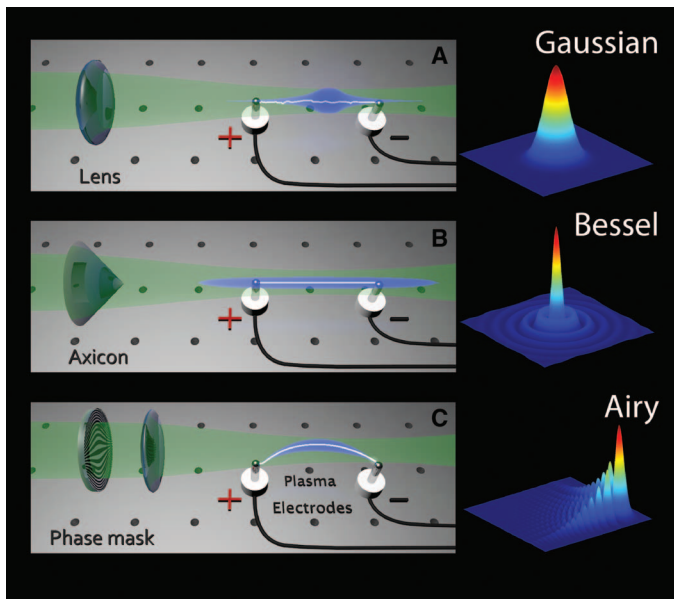 A
Gaussian
+
−
Lens
B
Bessel
+
−
Axicon
C
Airy
Plasma
+
−
Electrodes
Phase mask